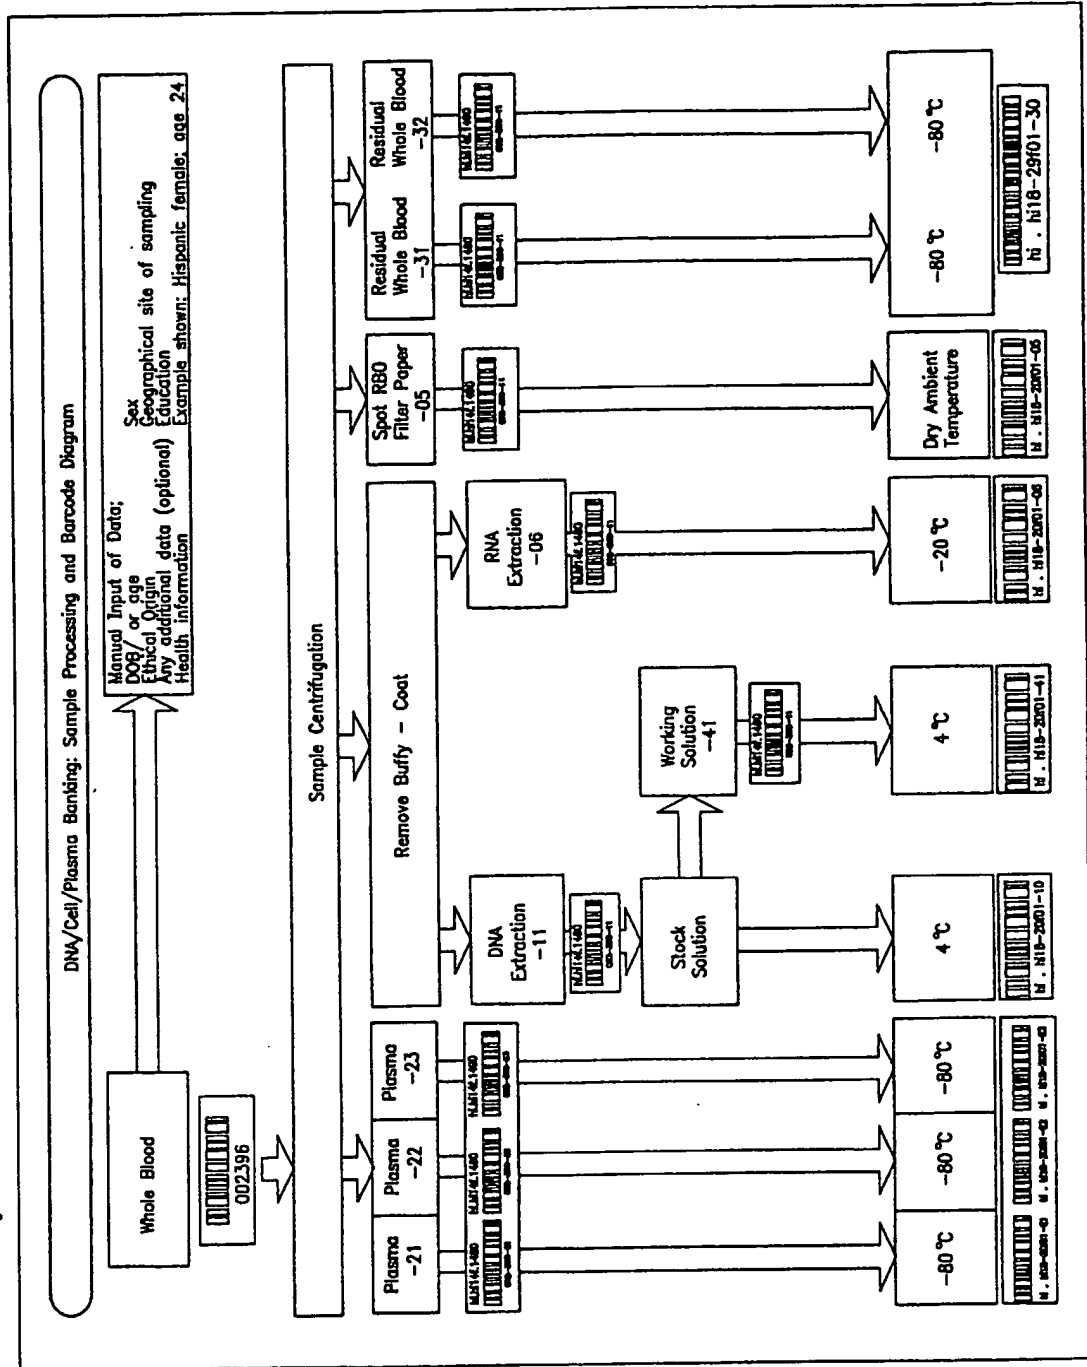 DNA/Cell/Plasma Banking: Sample Processing and Barcode Diagram
Whole Blood
002396
Manual Input of Data;
DOB/ or age
Ethical Origin
Any additional data (optional)
Health information
Sex
Geographical site of sampling
Education
Example shown: Hispanic female; age 24
Sample Centrifugation
Plasma
-21
Plasma
-22
Plasma
-23
Remove Buffy - Coat
Spot RBO
Filter Paper
-05
Residual
Whole Blood
-31
Residual
Whole Blood
-32
DNA
Extraction
-11
RNA
Extraction
-06
Stock
Solution
Working
Solution
-41
-80°C
-80°C
-80°C
4°C
4°C
-20°C
Dry Ambient
Temperature
-80°C
-80°C
hi . hi18-29f01-30